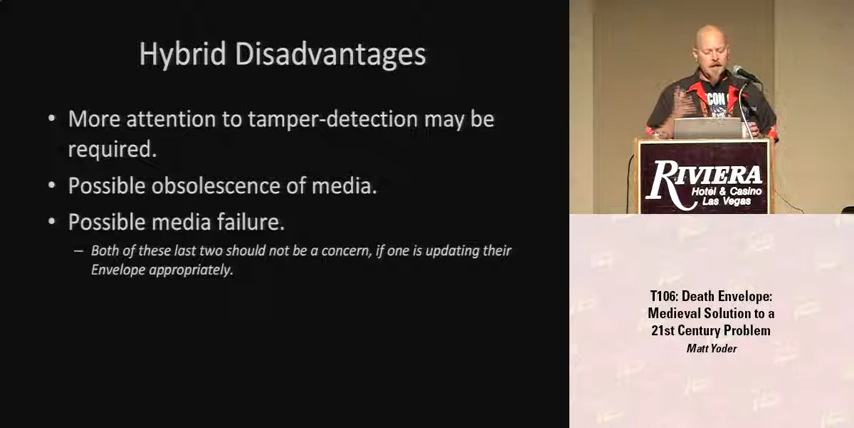 Hybrid Disadvantages
• More attention to tamper-detection may be
required.
• Possible obsolescence of media.
• Possible media failure.
– Both of these last two should not be a concern, if one is updating their
Envelope appropriately.
CON
RIVIERA
Hotel & Casino
Las Vegas
T106: Death Envelope:
Medieval Solution to a
21st Century Problem
Matt Yoder